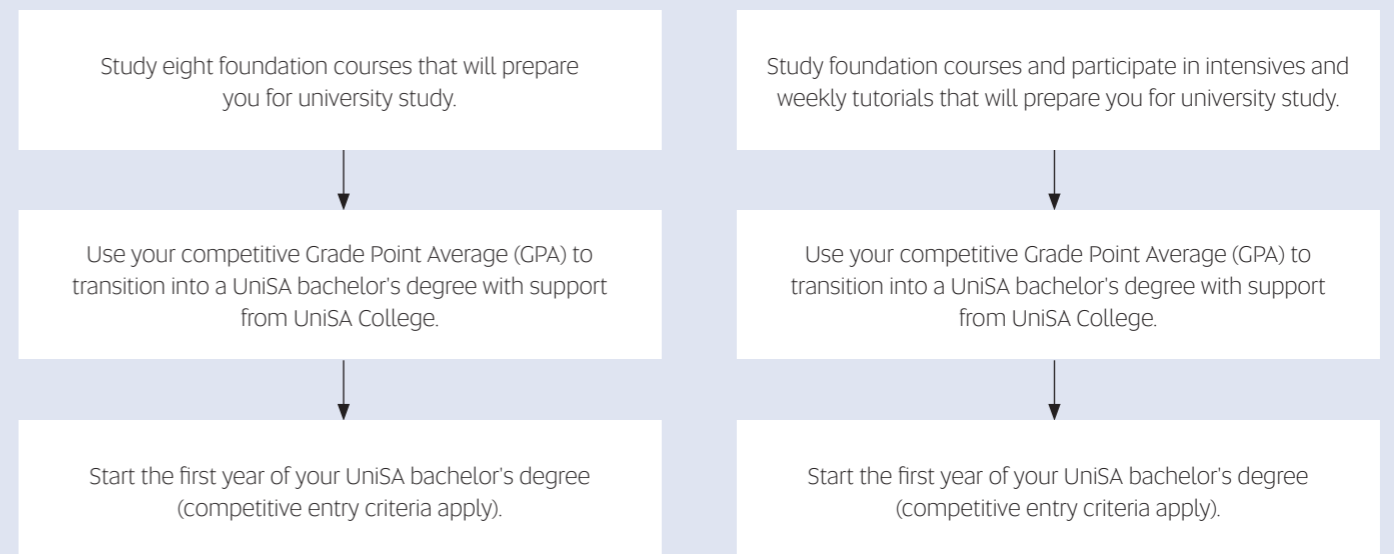 Study eight foundation courses that will prepare
you for university study.
Use your competitive Grade Point Average (GPA) to
transition into a UniSA bachelor's degree with support
from UniSA College.
Start the first year of your UniSA bachelor's degree
(competitive entry criteria apply).
Study foundation courses and participate in intensives and
weekly tutorials that will prepare you for university study.
Use your competitive Grade Point Average (GPA) to
transition into a UniSA bachelor's degree with support
from UniSA College.
Start the first year of your UniSA bachelor's degree
(competitive entry criteria apply).